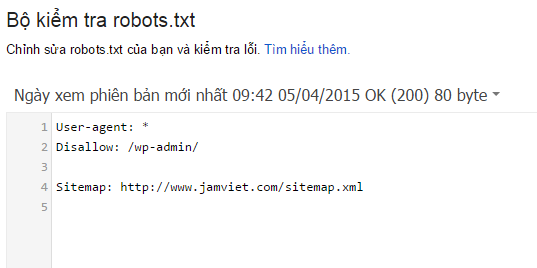 Bộ kiểm tra robots.txt
Chỉnh sửa robots.txt của bạn và kiểm tra lỗi. Tìm hiểu thêm.
Ngày xem phiên bản mới nhất 09:42 05/04/2015 OK (200) 80 byte
1 User-agent: *
2 Disallow: /wp-admin/
3
4 Sitemap: http://www.jamviet.com/sitemap.xml
5